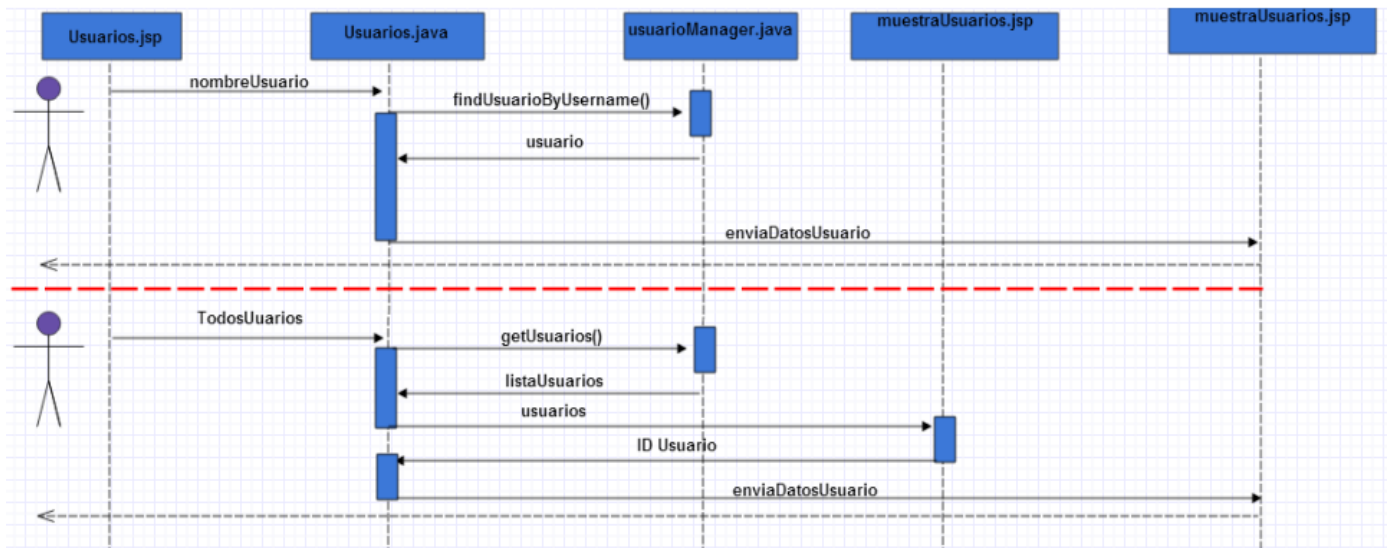 Usuarios.jsp
Usuarios.java
usuarioManager.java
muestraUsuarios.jsp
muestraUsuarios.jsp
nombreUsuario
findUsuarioByUsername()
usuario
enviaDatosUsuario
TodosUuarios
getUsuarios()
listaUsuarios
usuarios
ID Usuario
enviaDatosUsuario